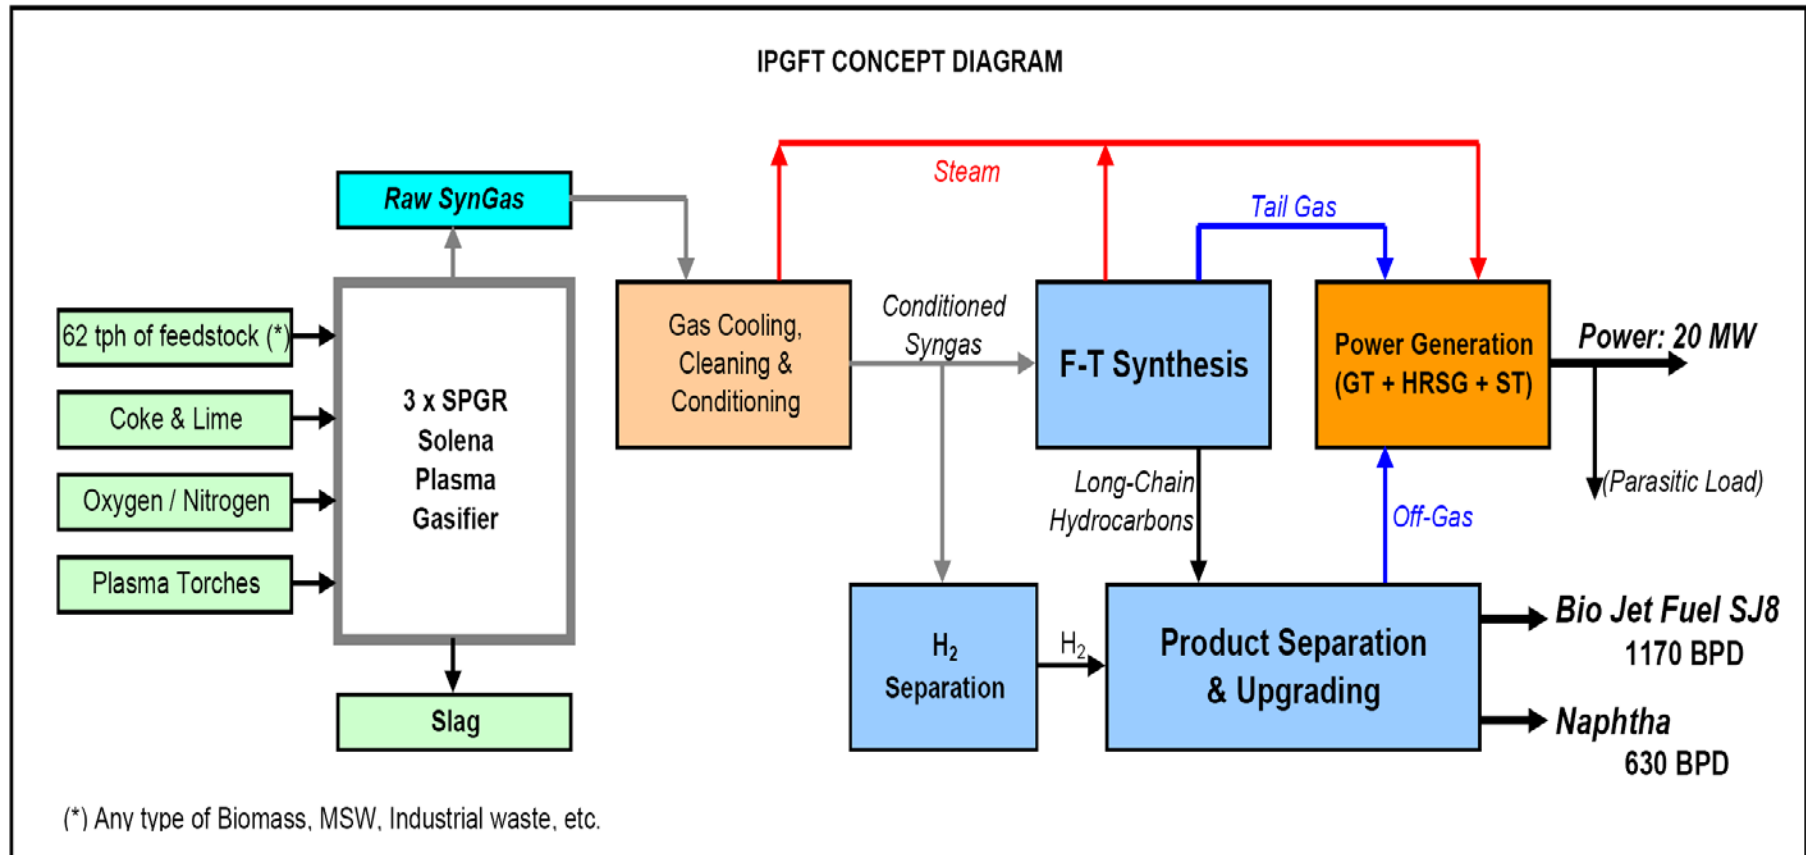 IPGFT CONCEPT DIAGRAM
Steam
Raw SynGas
Tail Gas
62 tph of feedstock (*)
Coke & Lime
Oxygen / Nitrogen
Plasma Torches
3 x SPGR
Solena
Plasma
Gasifier
Slag
Gas Cooling,
Cleaning &
Conditioning
Conditioned
Syngas
F-T Synthesis
Power Generation
(GT + HRSG + ST)
Power: 20 MW
(Parasitic Load)
Long-Chain
Hydrocarbons
Off-Gas
H₂
Separation
H₂
Product Separation
& Upgrading
Bio Jet Fuel SJ8
1170 BPD
Naphtha
630 BPD
(*) Any type of Biomass, MSW, Industrial waste, etc.